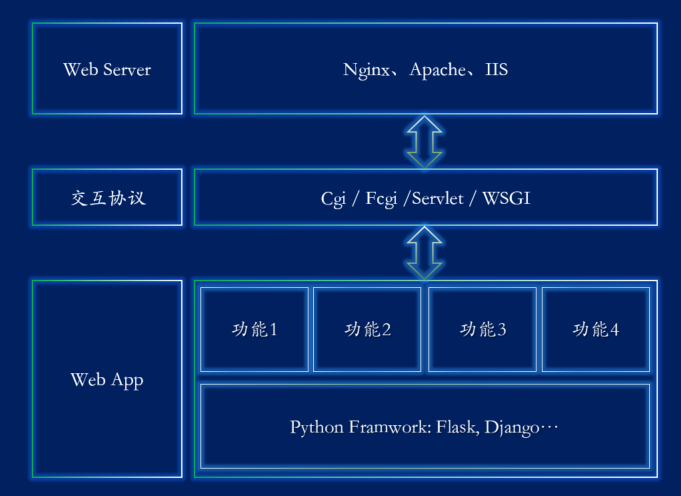 Web Server
Nginx、Apache、IIS
交互协议
Cgi / Fcgi /Servlet / WSGI
Web App
功能1
功能2
功能3
功能4
Python Framwork: Flask, Django…